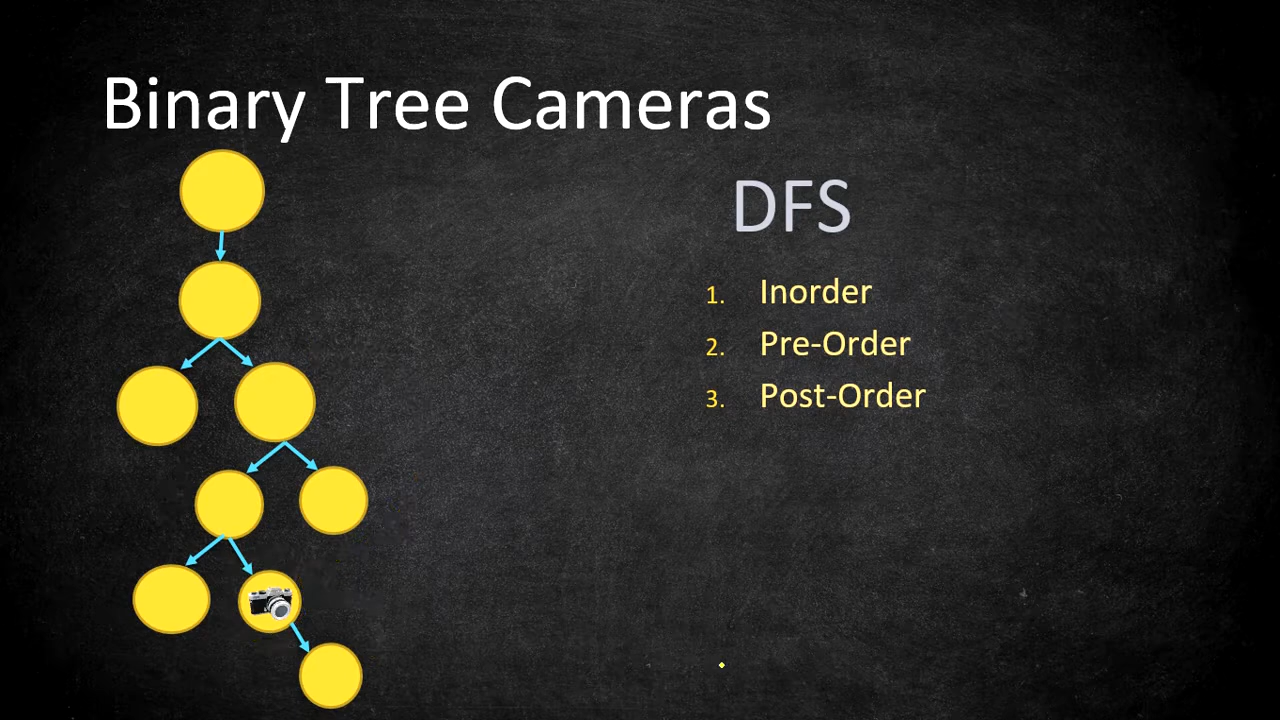 Binary Tree Cameras
DFS
1. Inorder
2. Pre-Order
3. Post-Order